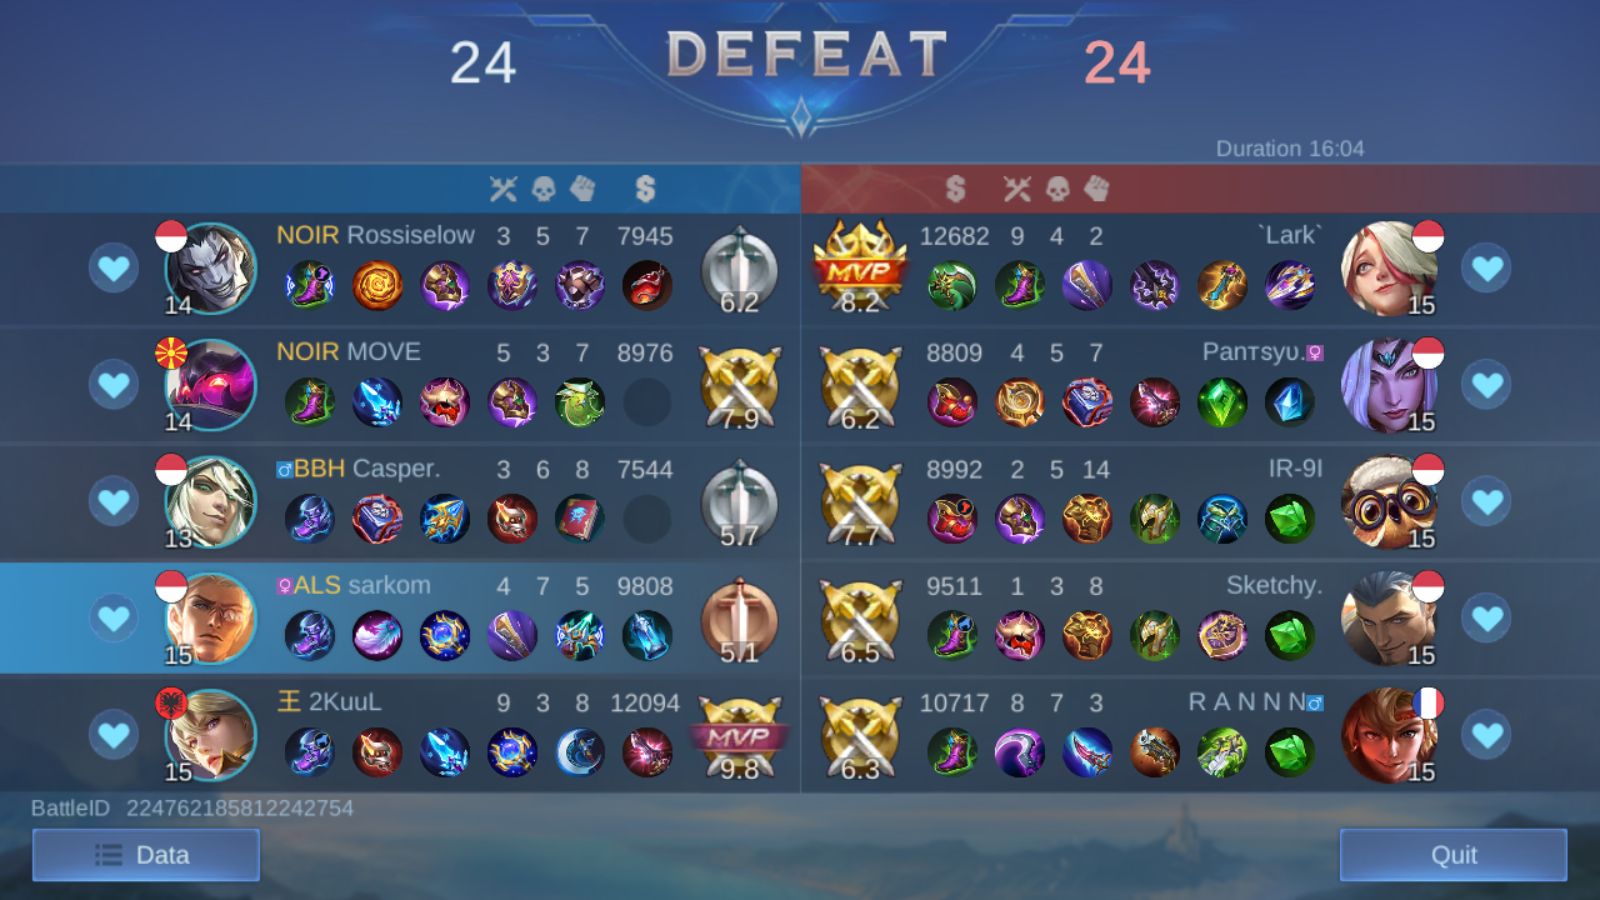 24 DEFEAT 24
Duration 16:04
NOIR Rossiselow 3 5 7 7945
14 6.2
MVP 8.2 12682 9 4 2 `Lark` 15
NOIR MOVE 5 3 7 8976
14 7.9
6.2 8809 4 5 7 Panтsyυ. 15
BBH Casper. 3 6 8 7544
13 5.7
7.7 8992 2 5 14 IR-9I 15
ALS sarkom 4 7 5 9808
15 5.1
6.5 9511 1 3 8 Sketchy. 15
王 2KuuL 9 3 8 12094
15 MVP 9.8
6.3 10717 8 7 3 R A N N N 15
BattleID 224762185812242754
Data
Quit